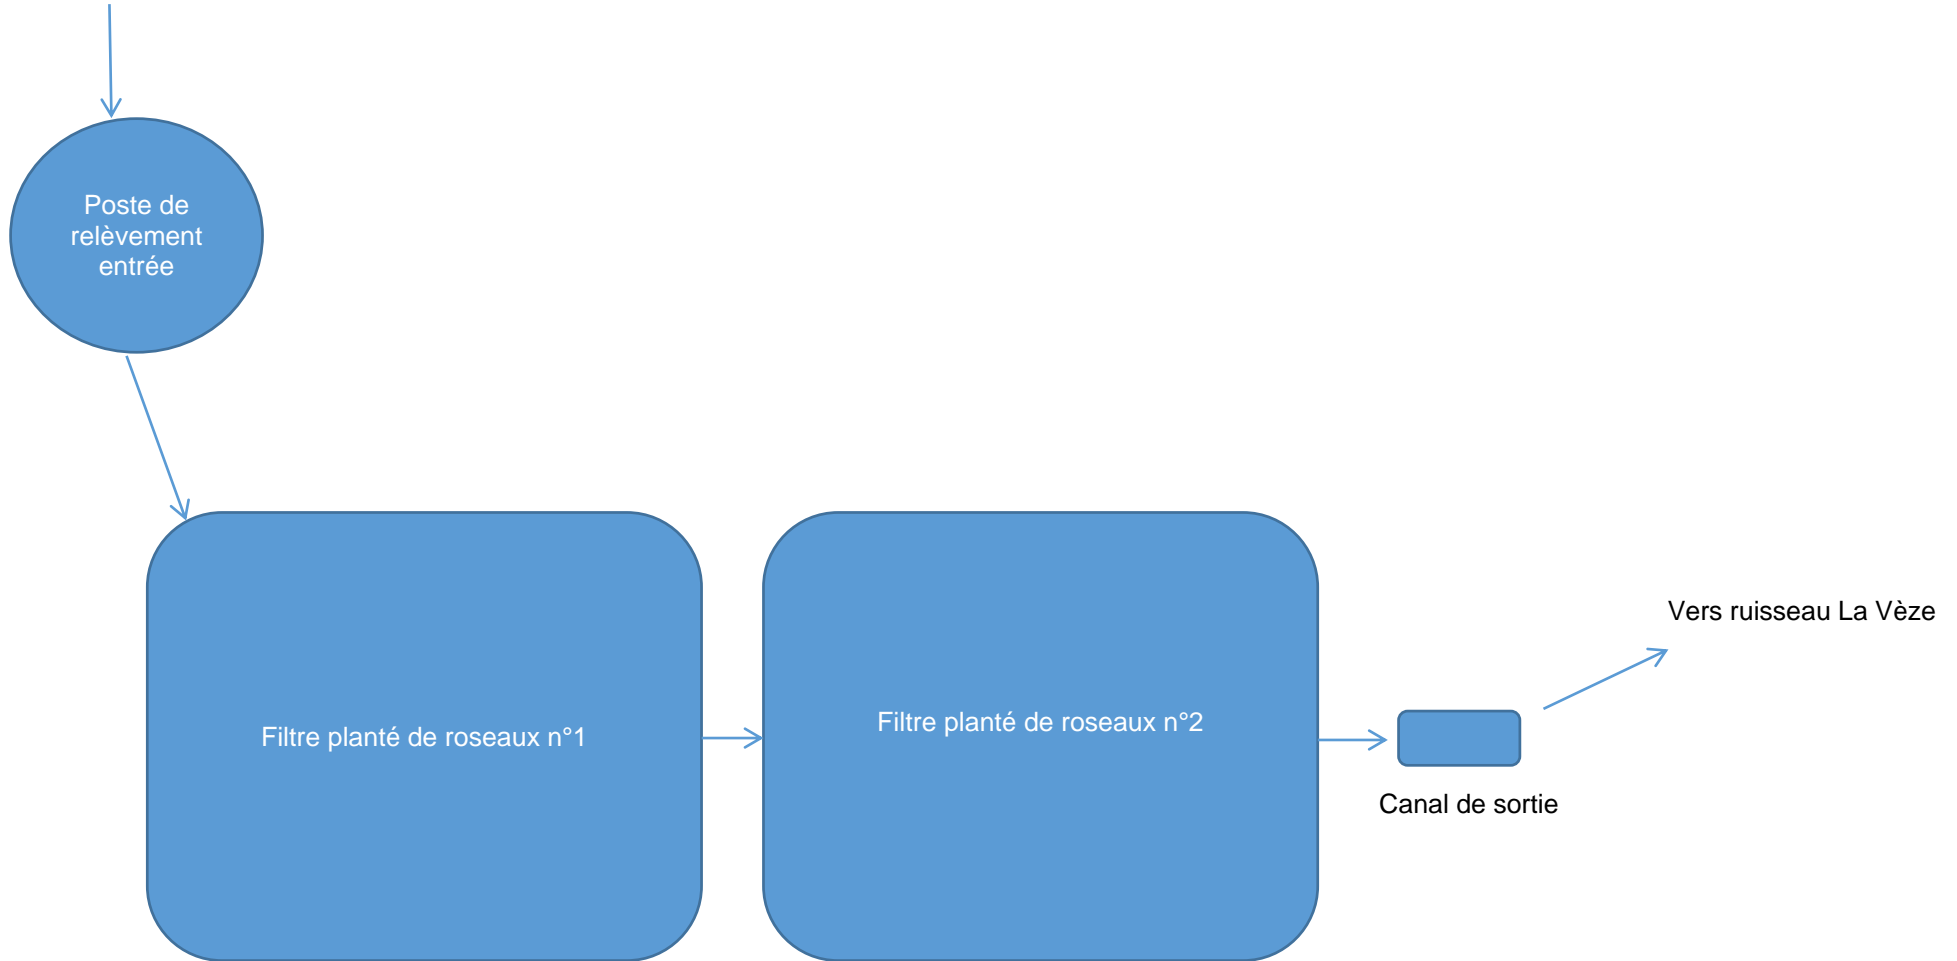 Poste de
relèvement
entrée
Filtre planté de roseaux n°1
Filtre planté de roseaux n°2
Vers ruisseau La Vèze
Canal de sortie